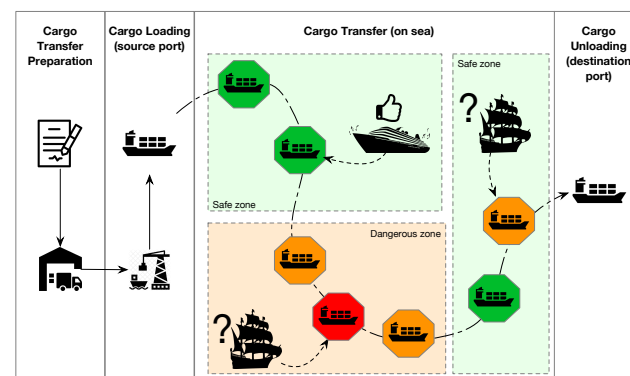 Cargo
Transfer
Preparation
Cargo Loading
(source port)
Cargo Transfer (on sea)
Cargo
Unloading
(destination
port)
Safe zone
?
Safe zone
Dangerous zone
?